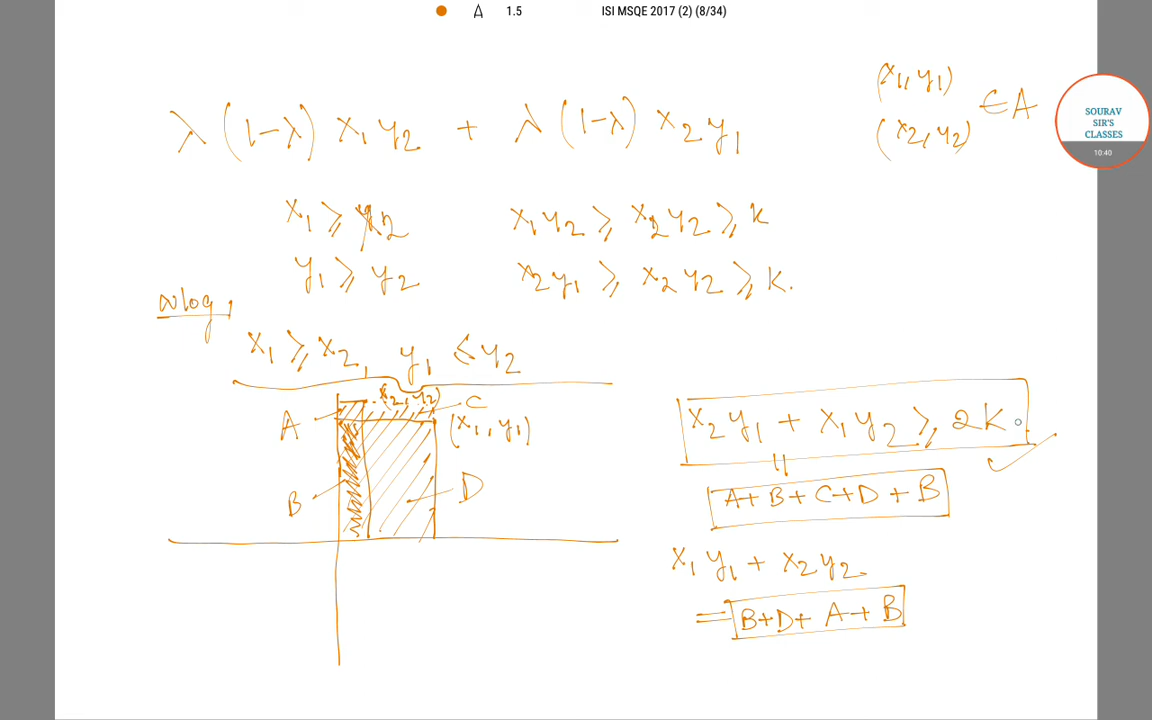 A 1.5 ISI MSQE 2017 (2) (8/34)
SOURAV
SIR'S
CLASSES
10:40
(x₁, y₁)
(x₂, y₂) ∈ A
λ (1-λ) x₁ y₂ + λ (1-λ) x₂ y₁
x₁ ≥ x₂ x₁ y₂ ≥ x₂ y₂ ≥ k
y₁ ≥ y₂ x₂ y₁ ≥ x₂ y₂ ≥ k.
wlog,
x₁ ≥ x₂, y₁ ≤ y₂
(x₂, y₂) C
A (x₁, y₁)
B D
x₂ y₁ + x₁ y₂ ≥ 2k
=
A + B + C + D + B
x₁ y₁ + x₂ y₂
= B + D + A + B